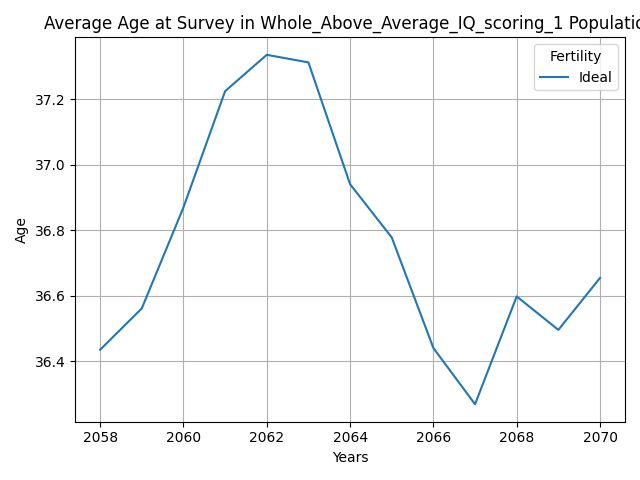 Average Age at Survey in Whole_Above_Average_IQ_scoring_1 Populatio
Fertility
Ideal
Age
37.2
37.0
36.8
36.6
36.4
2058 2060 2062 2064 2066 2068 2070
Years